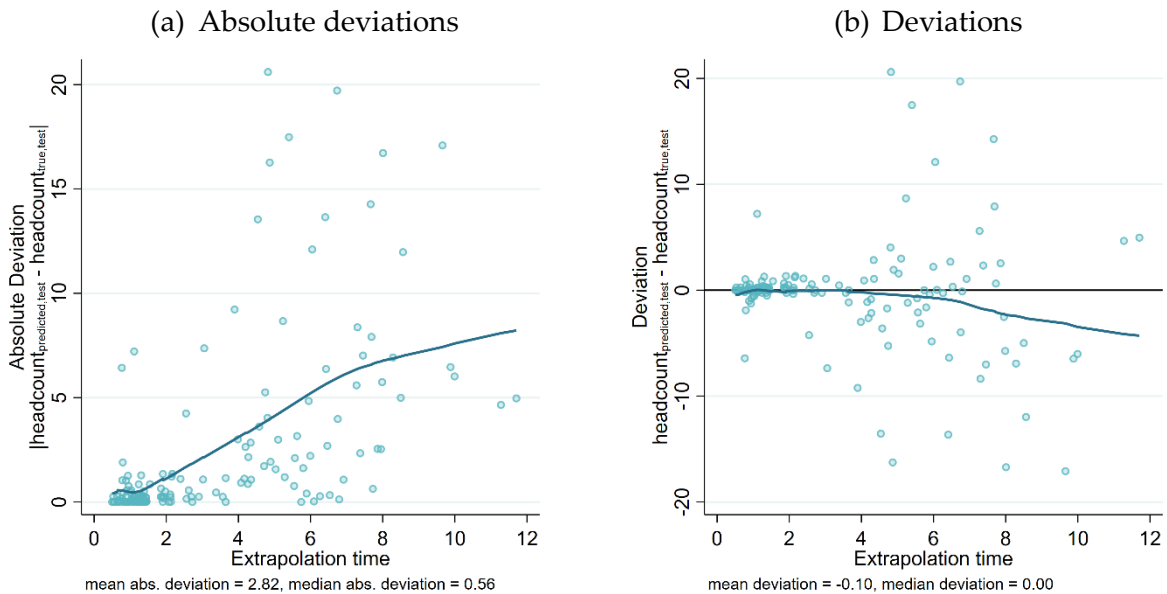 (a) Absolute deviations
Absolute Deviation
|headcount_predicted,test - headcount_true,test|
20
15
10
5
0
0 2 4 6 8 10 12
Extrapolation time
mean abs. deviation = 2.82, median abs. deviation = 0.56
(b) Deviations
Deviation
headcount_predicted,test - headcount_true,test
20
10
0
-10
-20
0 2 4 6 8 10 12
Extrapolation time
mean deviation = -0.10, median deviation = 0.00